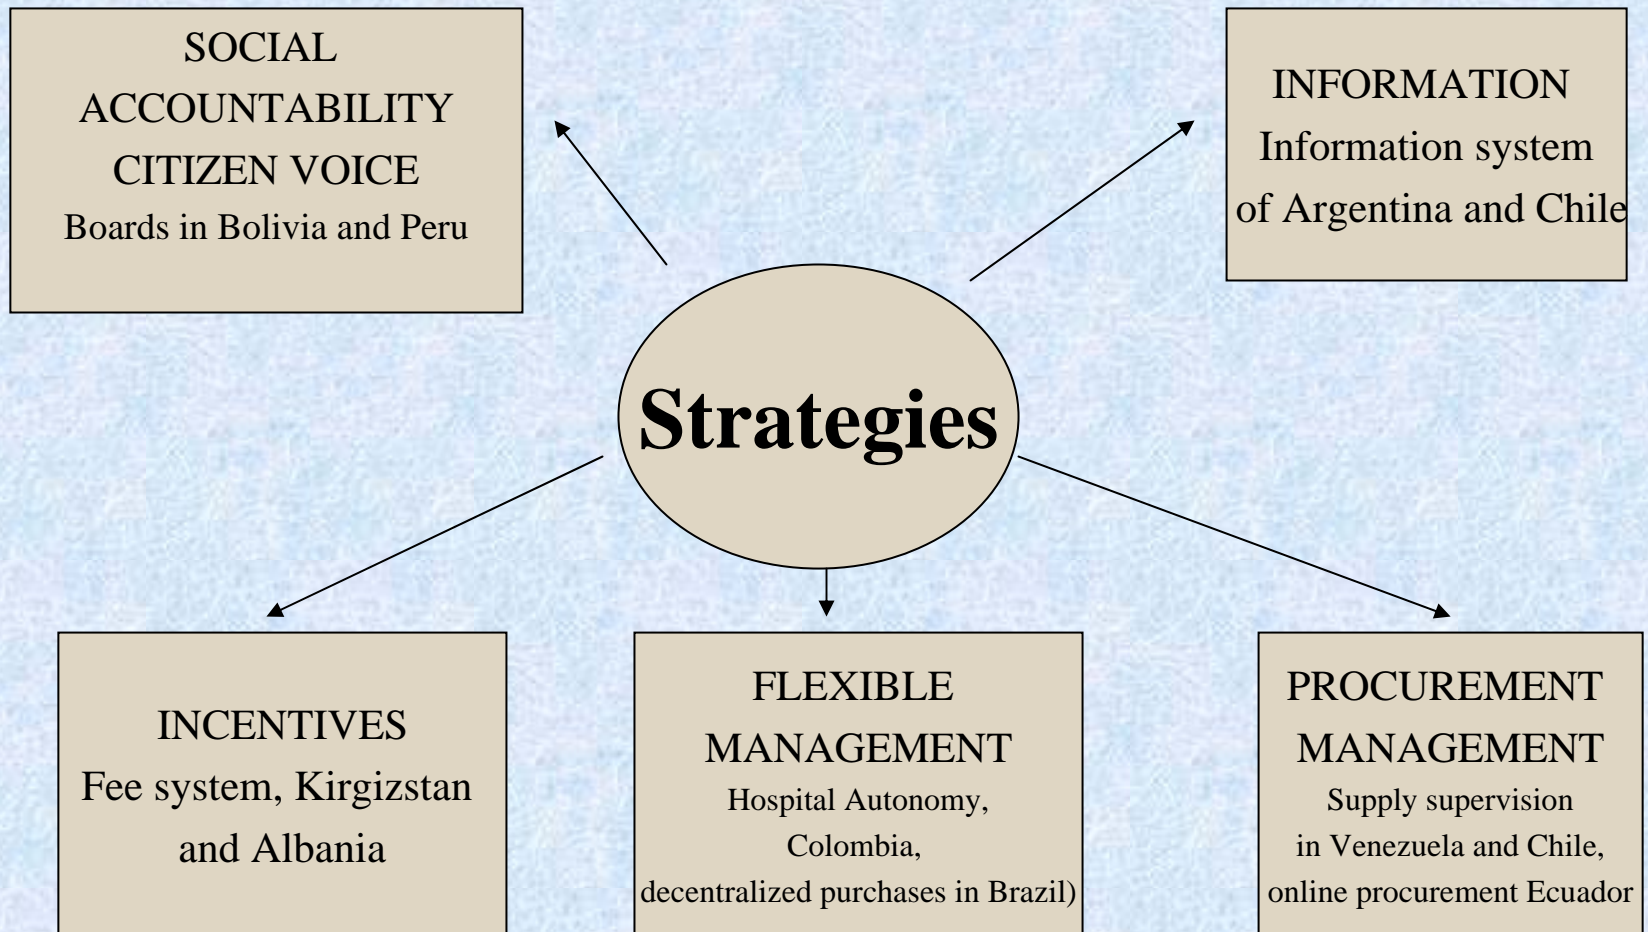 SOCIAL
ACCOUNTABILITY
CITIZEN VOICE
Boards in Bolivia and Peru
INFORMATION
Information system
of Argentina and Chile
Strategies
INCENTIVES
Fee system, Kirgizstan
and Albania
FLEXIBLE
MANAGEMENT
Hospital Autonomy,
Colombia,
decentralized purchases in Brazil)
PROCUREMENT
MANAGEMENT
Supply supervision
in Venezuela and Chile,
online procurement Ecuador